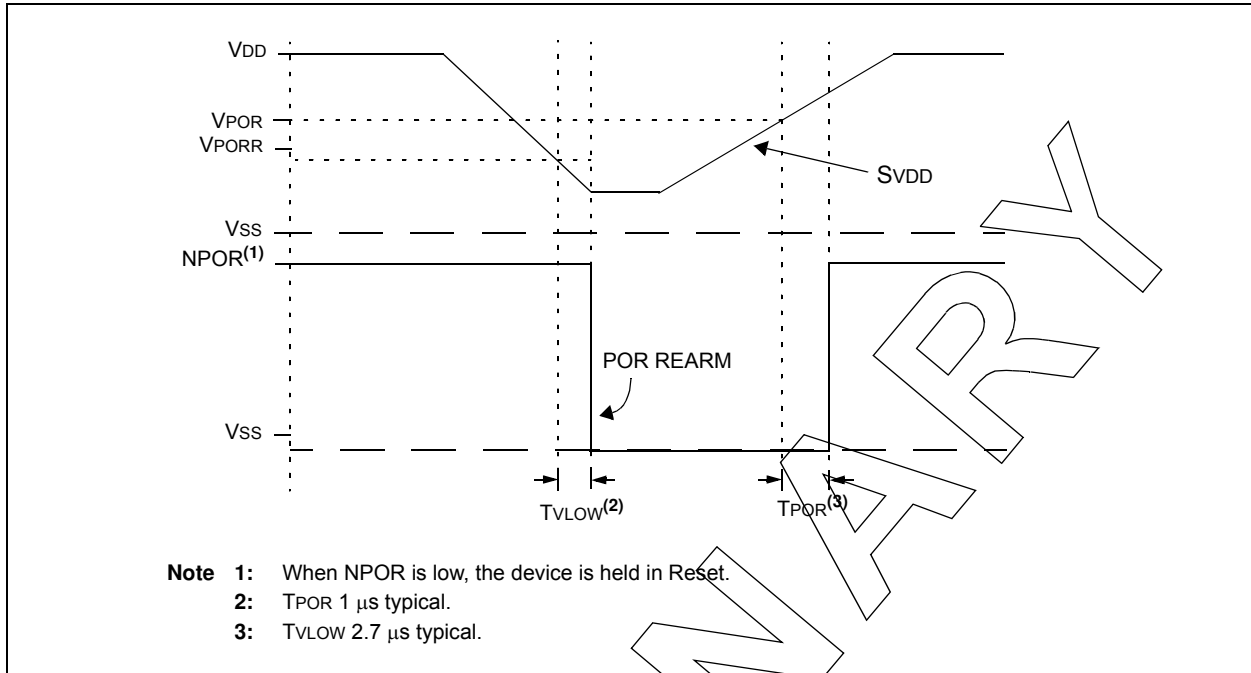 VDD
VPOR
VPORR
SVDD
VSS
NPOR(1)
POR REARM
VSS
TVLOW(2)
TPOR(3)
Note 1: When NPOR is low, the device is held in Reset.
2: TPOR 1 μs typical.
3: TVLOW 2.7 μs typical.
NARY